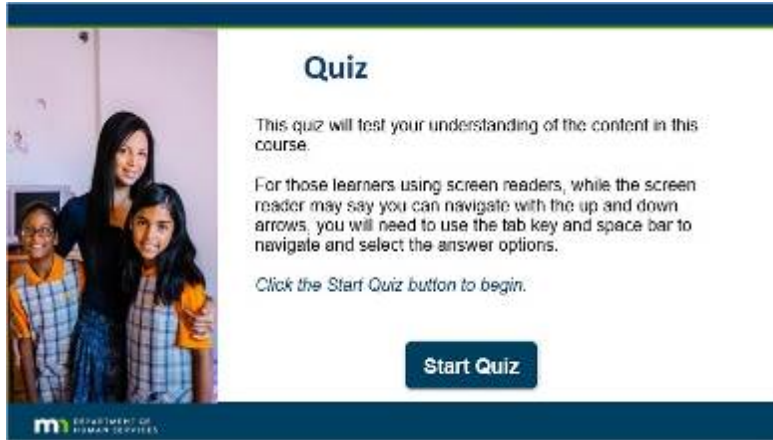 Quiz
This quiz will test your understanding of the content in this
course.
For those learners using screen readers, while the screen
reader may say you can navigate with the up and down
arrows, you will need to use the tab key and space bar to
navigate and select the answer options.
Click the Start Quiz button to begin.
Start Quiz
mn DEPARTMENT OF
HUMAN SERVICES